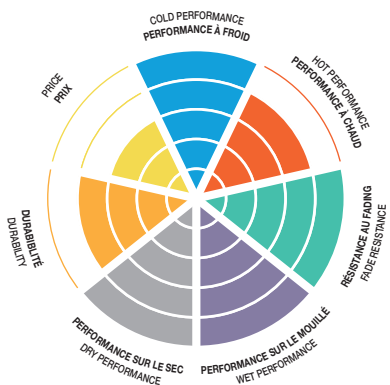 COLD PERFORMANCE
PERFORMANCE À FROID
HOT PERFORMANCE
PERFORMANCE À CHAUD
RÉSISTANCE AU FADING
FADE RESISTANCE
PERFORMANCE SUR LE MOUILLÉ
WET PERFORMANCE
PERFORMANCE SUR LE SEC
DRY PERFORMANCE
DURABIBLITÉ
DURABILITY
PRICE
PRIX